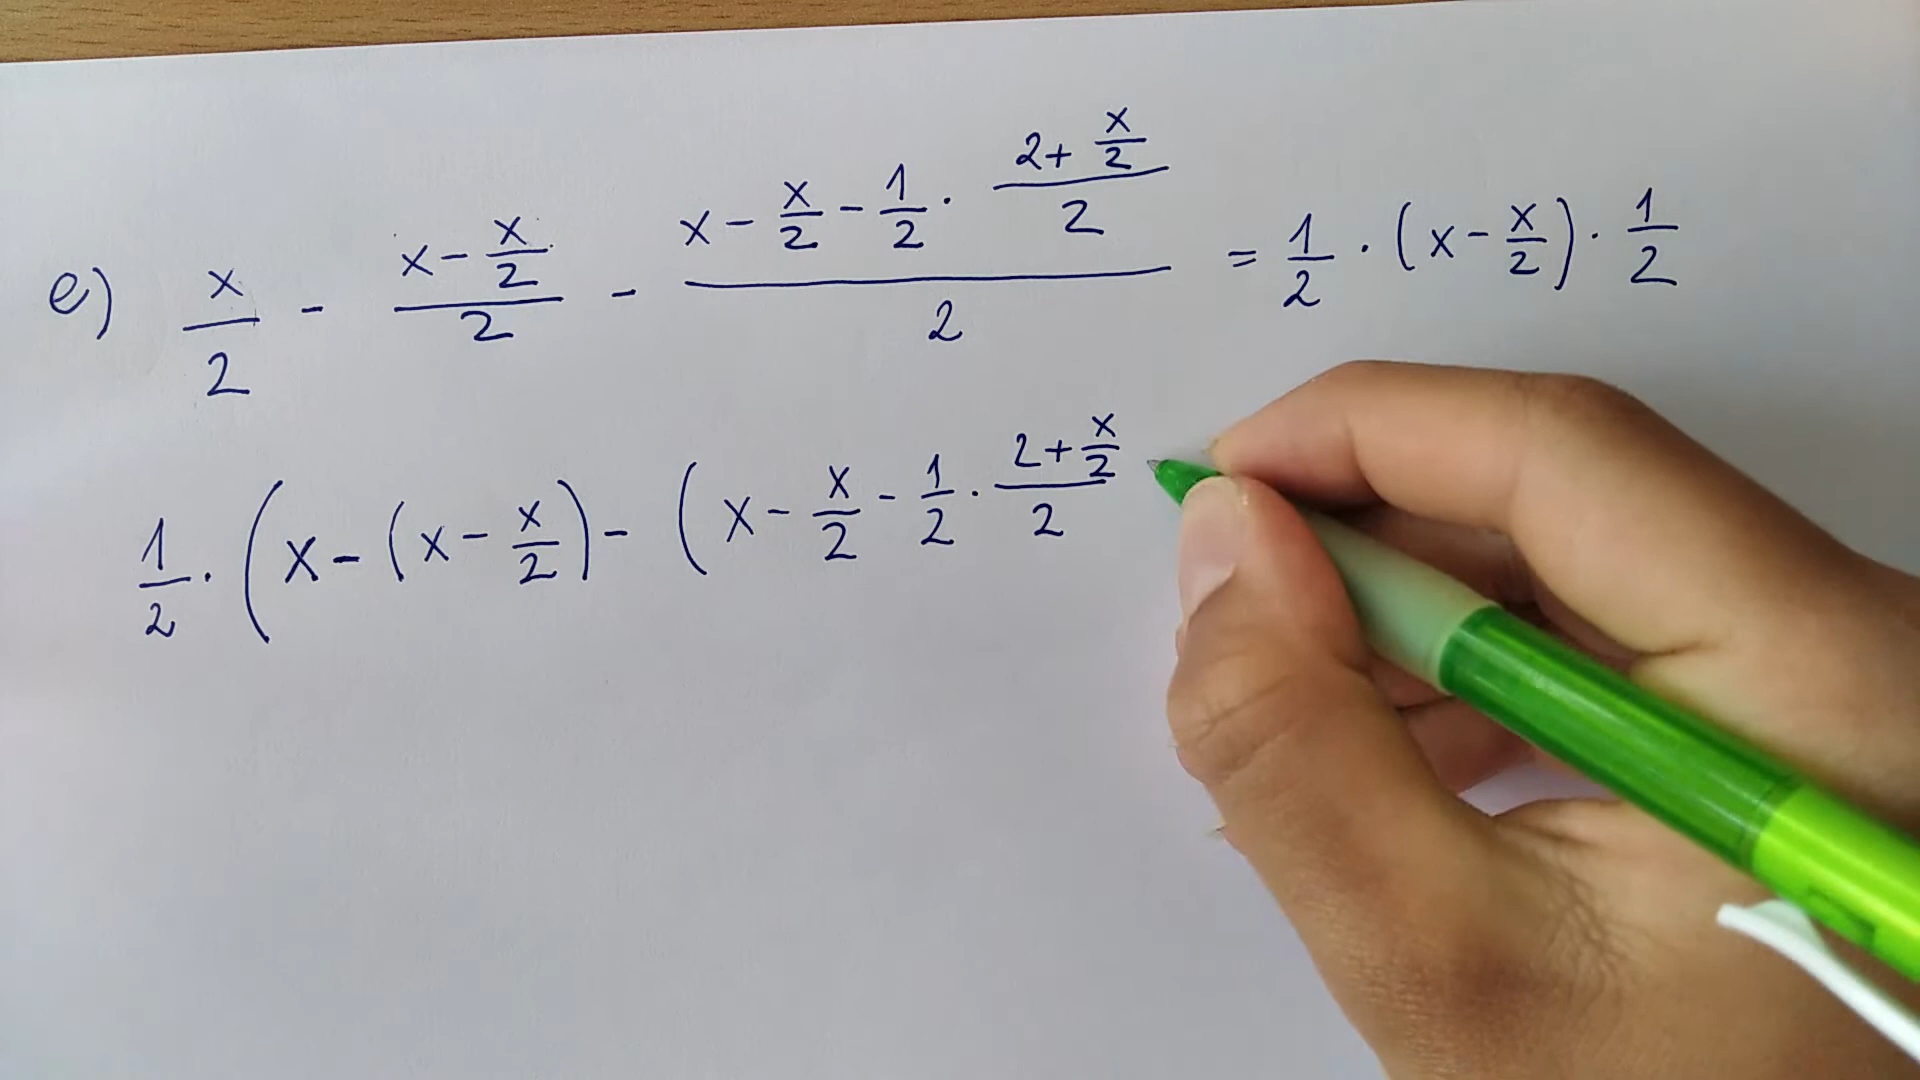 e) x/2 - (x - x/2)/2 - (x - x/2 - 1/2 · (2 + x/2)/2)/2 = 1/2 · (x - x/2) · 1/2
1/2 · (x - (x - x/2) - (x - x/2 - 1/2 · (2 + x/2)/2